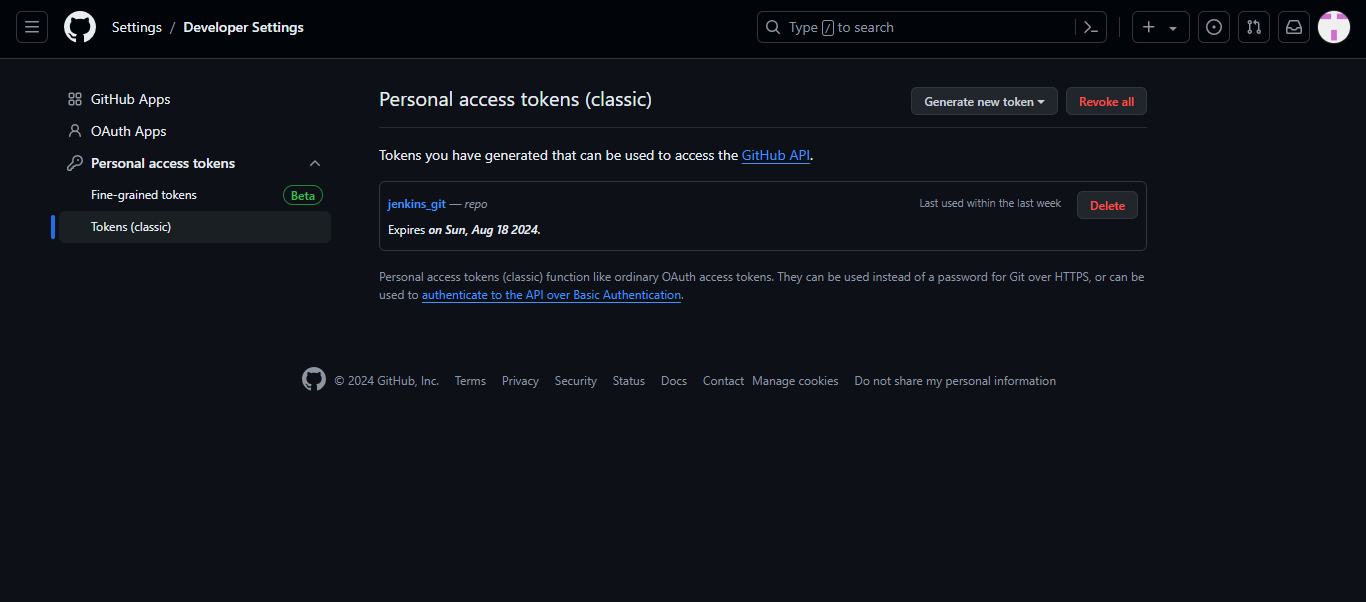 Settings / Developer Settings
Type / to search
GitHub Apps
OAuth Apps
Personal access tokens
Fine-grained tokens Beta
Tokens (classic)
Personal access tokens (classic)
Generate new token
Revoke all
Tokens you have generated that can be used to access the GitHub API.
jenkins_git — repo
Last used within the last week
Delete
Expires on Sun, Aug 18 2024.
Personal access tokens (classic) function like ordinary OAuth access tokens. They can be used instead of a password for Git over HTTPS, or can be
used to authenticate to the API over Basic Authentication.
© 2024 GitHub, Inc. Terms Privacy Security Status Docs Contact Manage cookies Do not share my personal information